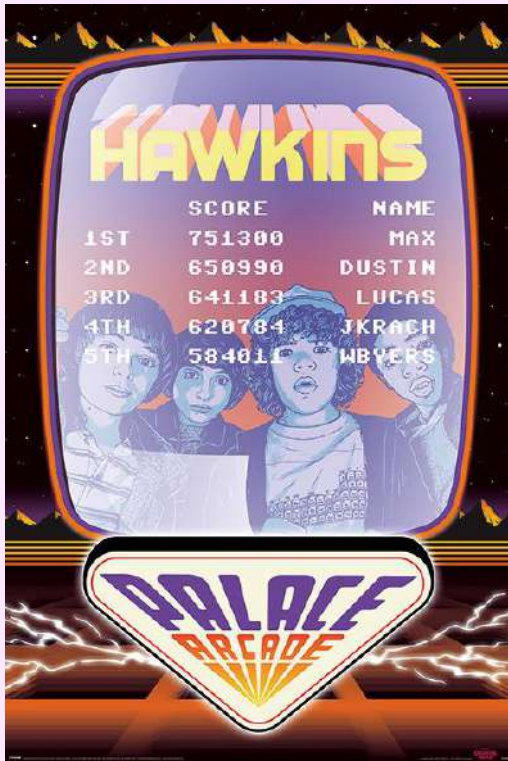 HAWKINS
SCORE NAME
1ST 751300 MAX
2ND 650990 DUSTIN
3RD 641183 LUCAS
4TH 620784 JKRACH
5TH 584011 WBYERS
PALACE
ARCADE